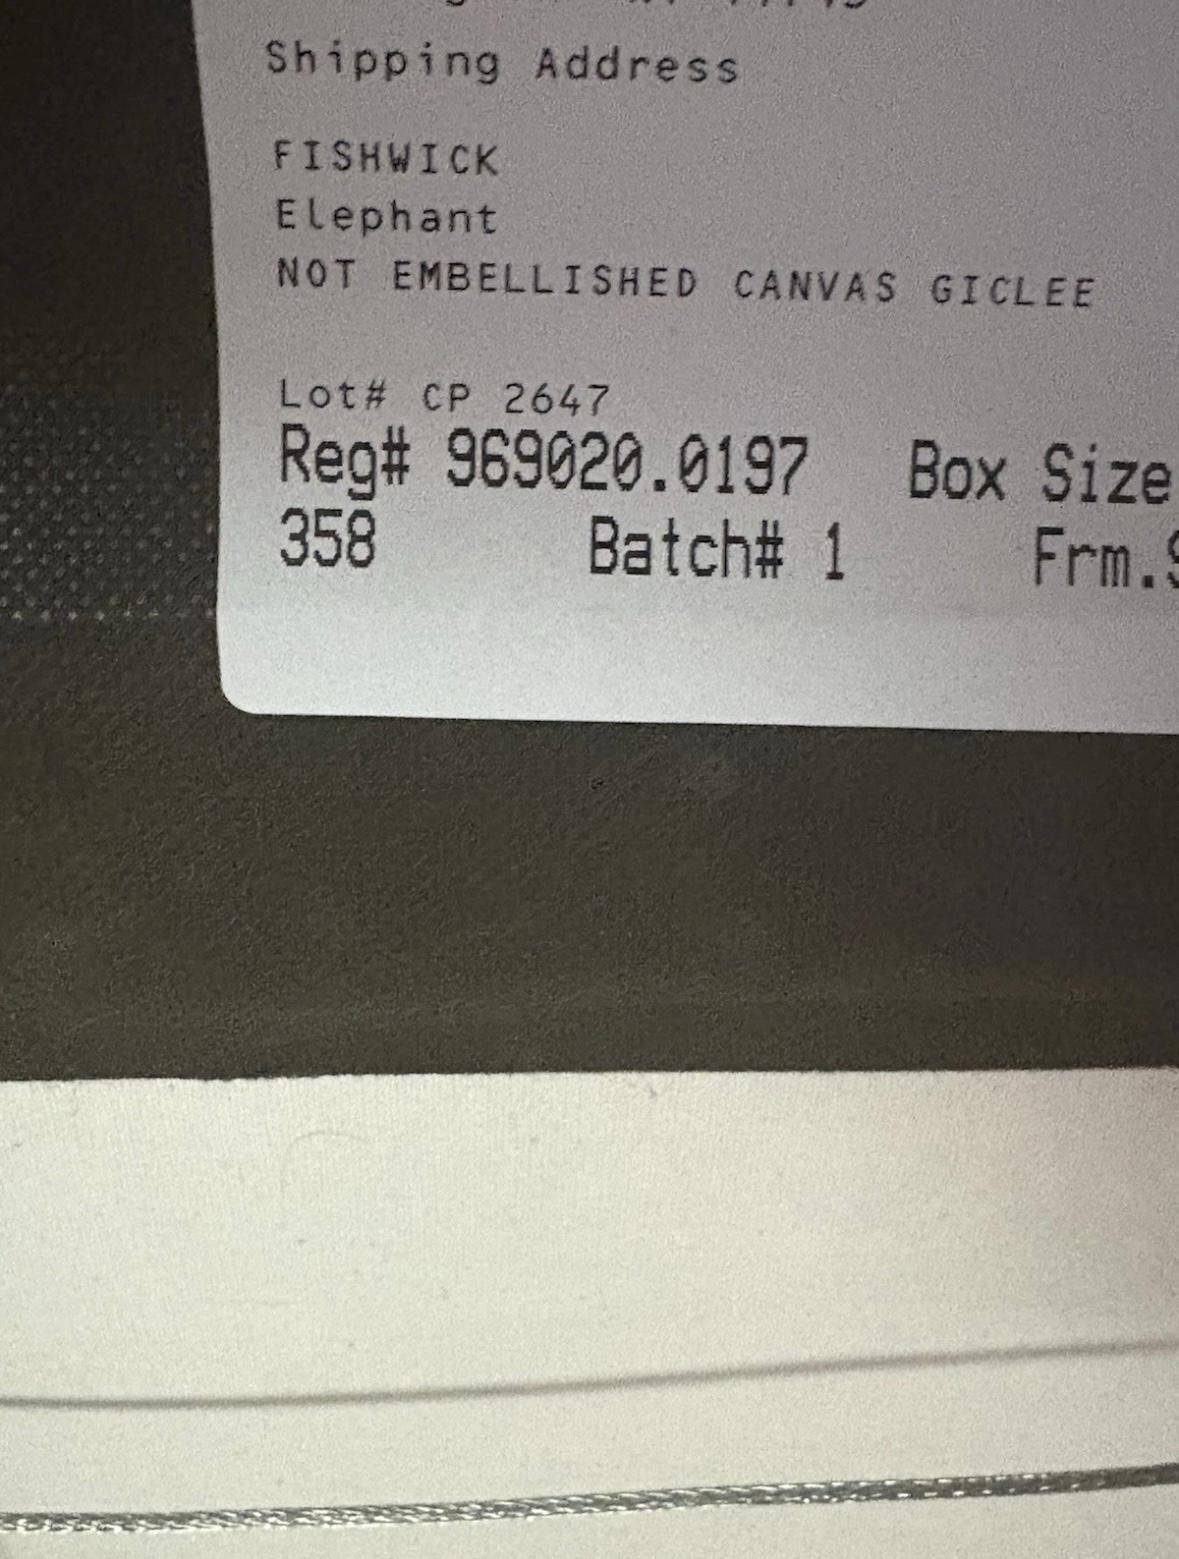 Shipping Address
FISHWICK
Elephant
NOT EMBELLISHED CANVAS GICLEE
Lot# CP 2647
Reg# 969020.0197 Box Size
358 Batch# 1 Frm.